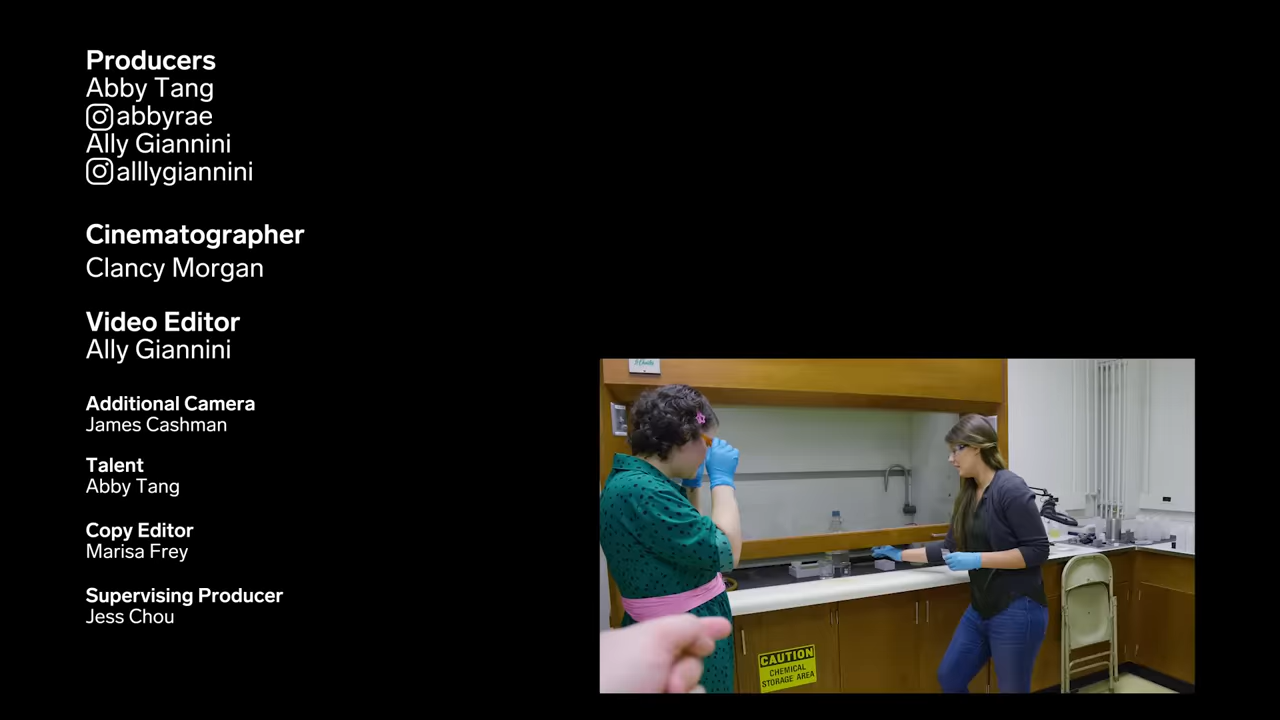 Producers
Abby Tang
abbyrae
Ally Giannini
alllygiannini
Cinematographer
Clancy Morgan
Video Editor
Ally Giannini
Additional Camera
James Cashman
Talent
Abby Tang
Copy Editor
Marisa Frey
Supervising Producer
Jess Chou
CAUTION
CHEMICAL
STORAGE AREA